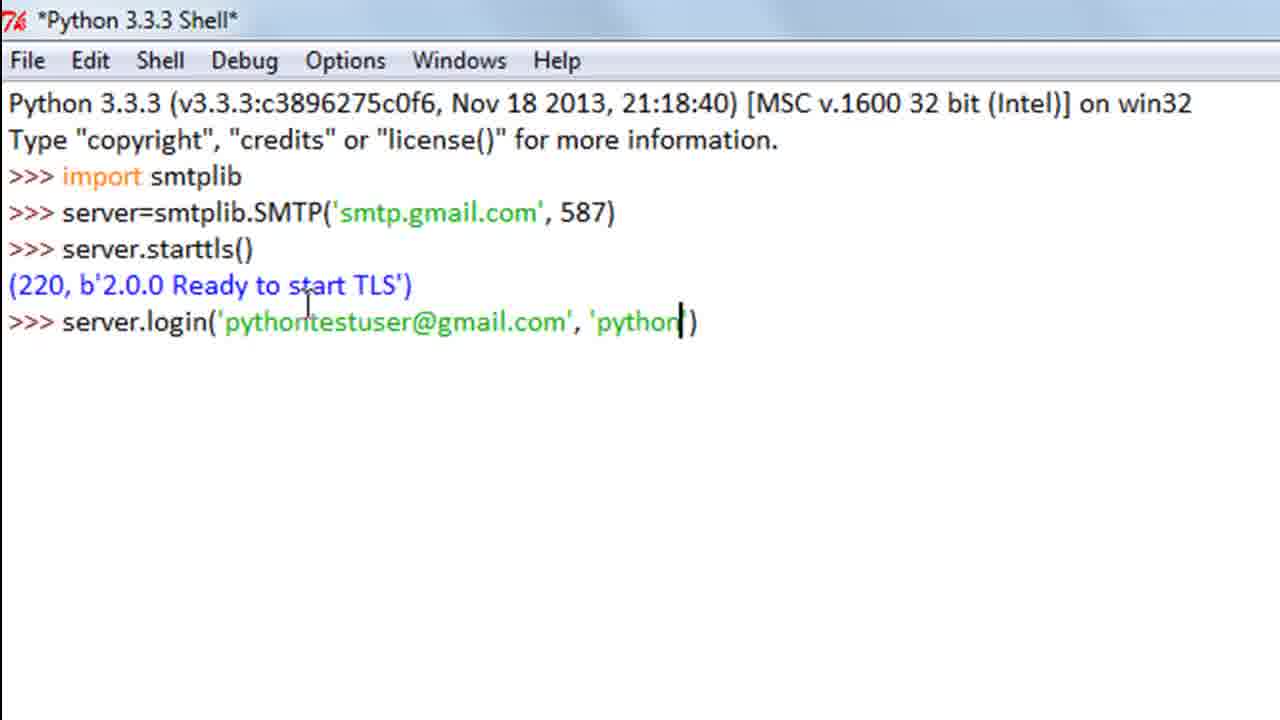 *Python 3.3.3 Shell*
File Edit Shell Debug Options Windows Help
Python 3.3.3 (v3.3.3:c3896275c0f6, Nov 18 2013, 21:18:40) [MSC v.1600 32 bit (Intel)] on win32
Type "copyright", "credits" or "license()" for more information.
>>> import smtplib
>>> server=smtplib.SMTP('smtp.gmail.com', 587)
>>> server.starttls()
(220, b'2.0.0 Ready to start TLS')
>>> server.login('pythontestuser@gmail.com', 'python')